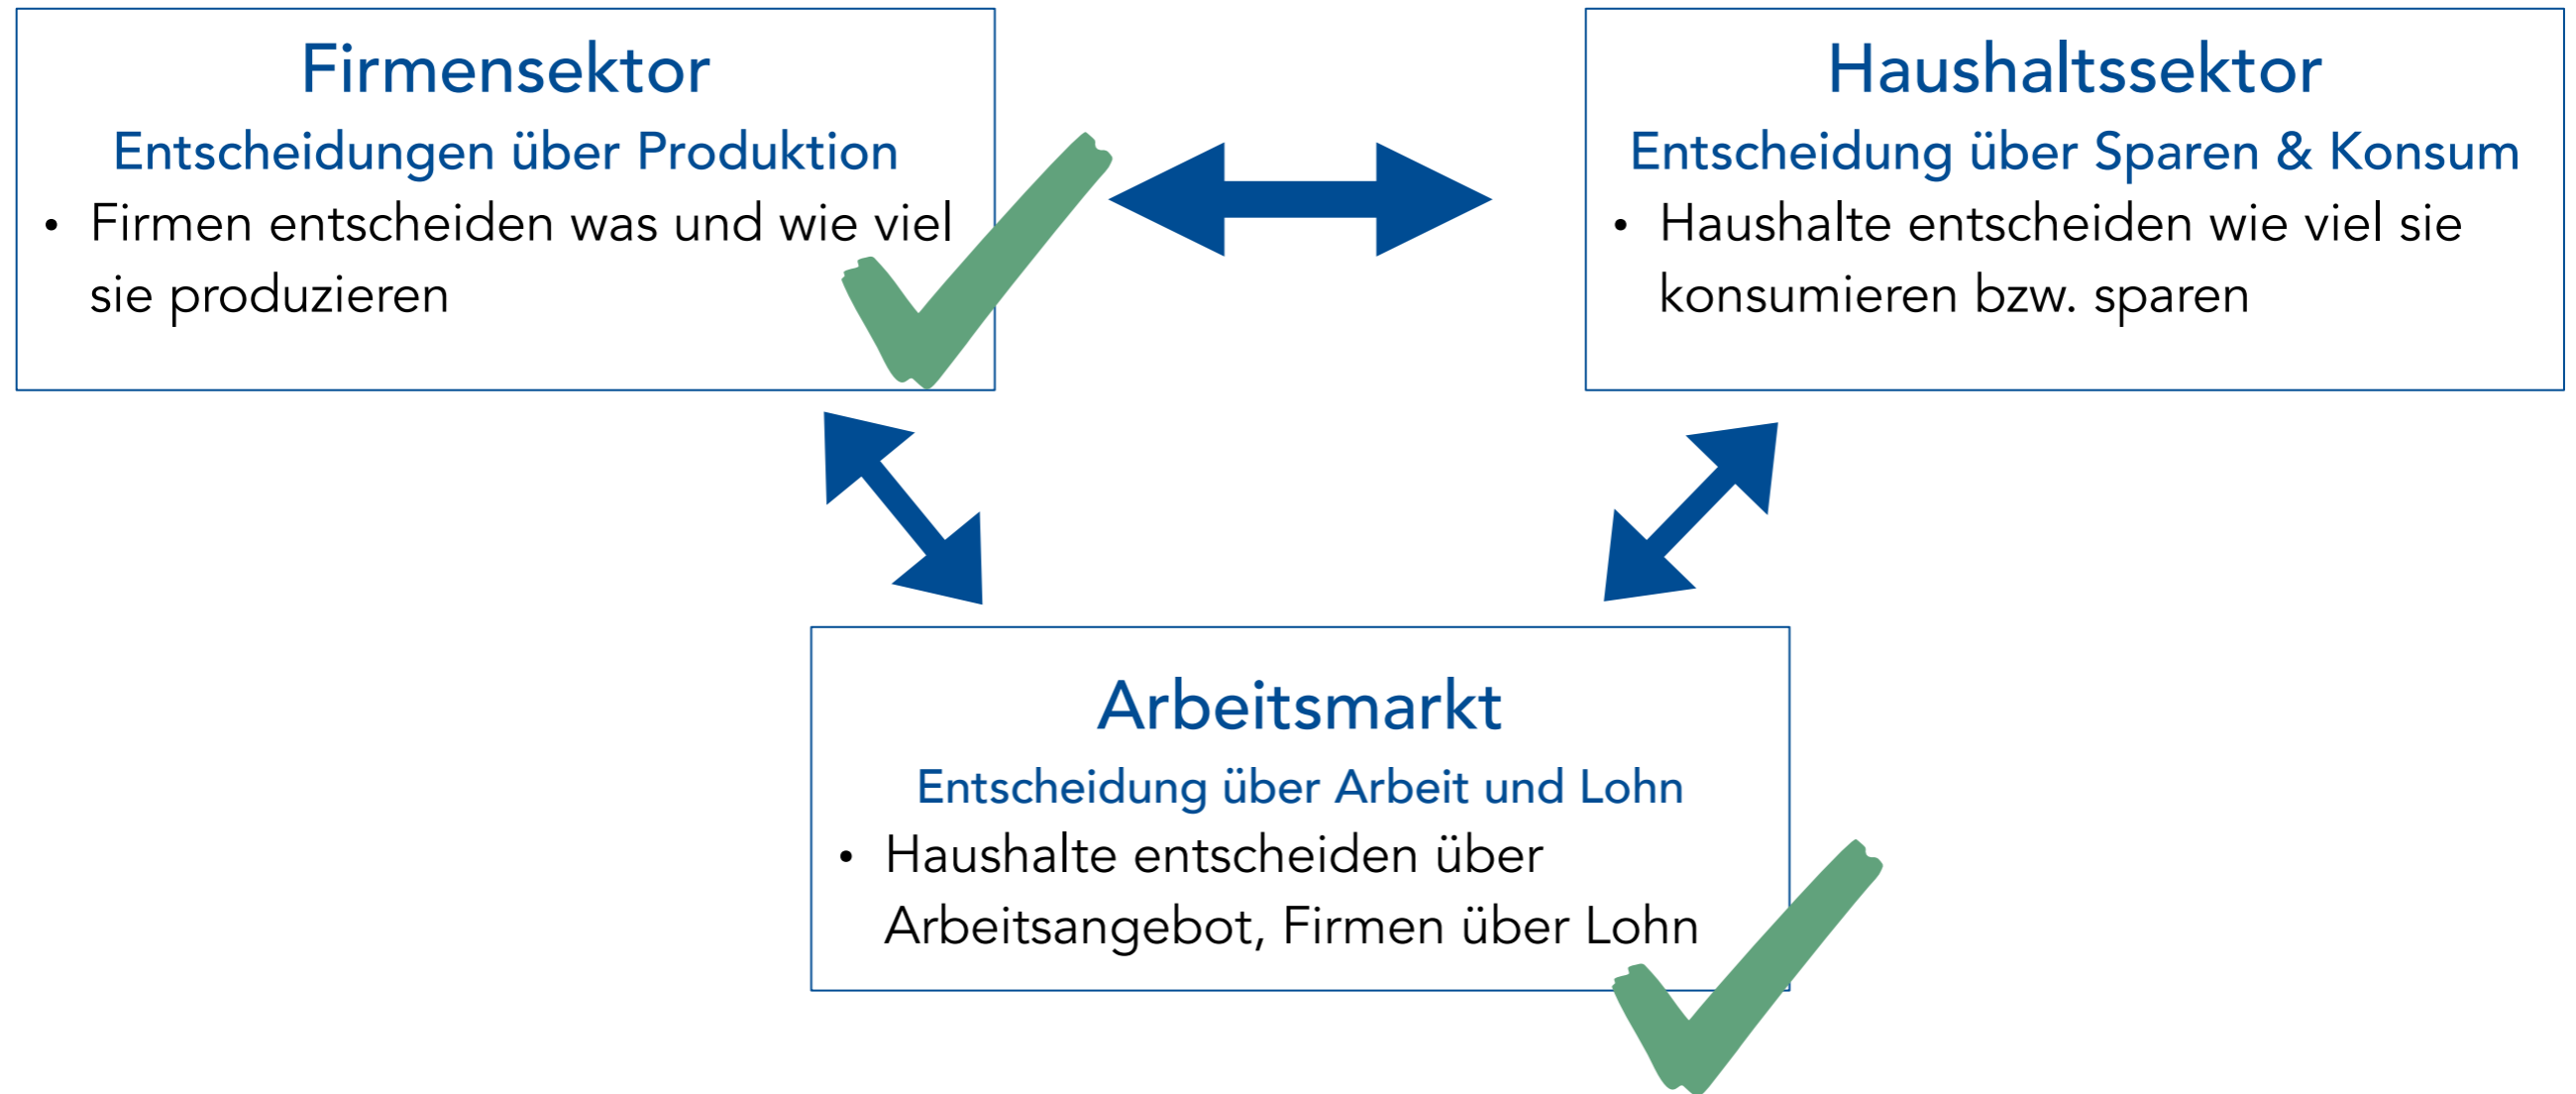 Firmensektor
Entscheidungen über Produktion
• Firmen entscheiden was und wie viel
sie produzieren
Haushaltssektor
Entscheidung über Sparen & Konsum
• Haushalte entscheiden wie viel sie
konsumieren bzw. sparen
Arbeitsmarkt
Entscheidung über Arbeit und Lohn
• Haushalte entscheiden über
Arbeitsangebot, Firmen über Lohn